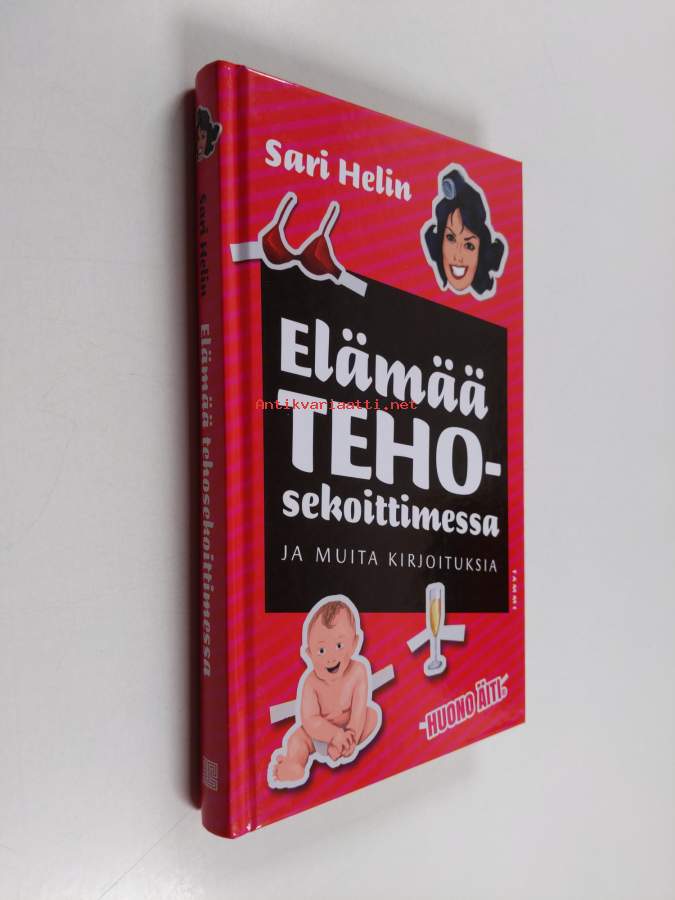 Sari Helin
Elämää
TEHO-
sekoittimessa
JA MUITA KIRJOITUKSIA
TAMMI
HUONO ÄITI.
Sari Helin Elämää tehosekoittimessa
Antikvariaatti.net